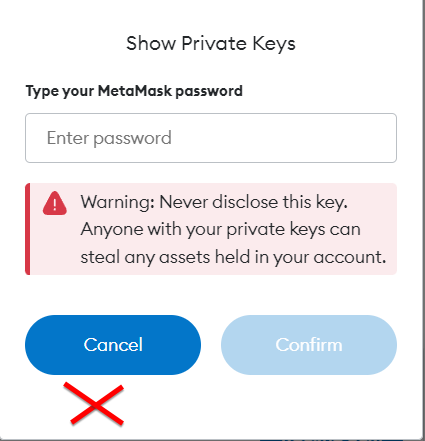 Show Private Keys
Type your MetaMask password
Enter password
Warning: Never disclose this key.
Anyone with your private keys can
steal any assets held in your account.
Cancel
Confirm